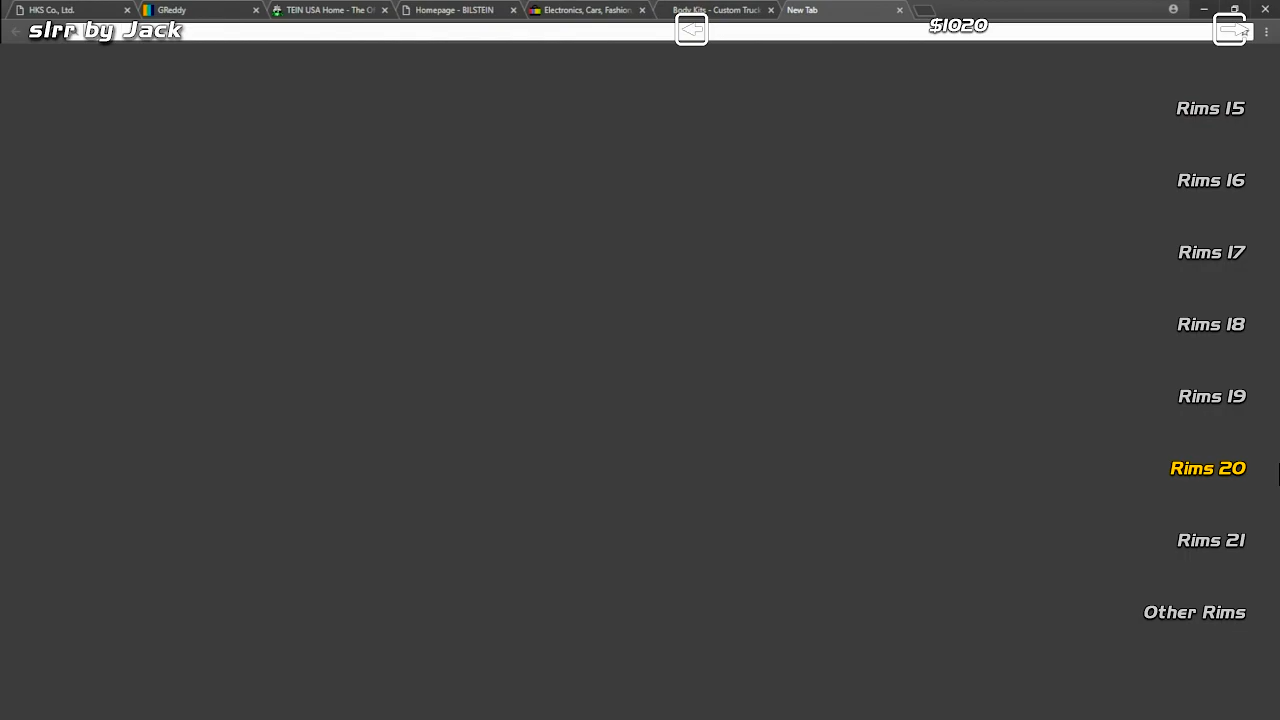 HKS Co., Ltd.
GReddy
TEIN USA Home - The O
Homepage - BILSTEIN
Electronics, Cars, Fashion
Body Kits - Custom Truck
New Tab
slrr by Jack
$1020
Rims 15
Rims 16
Rims 17
Rims 18
Rims 19
Rims 20
Rims 21
Other Rims